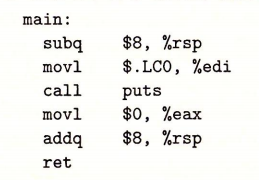 main:
subq $8, %rsp
movl $.LC0, %edi
call puts
movl $0, %eax
addq $8, %rsp
ret